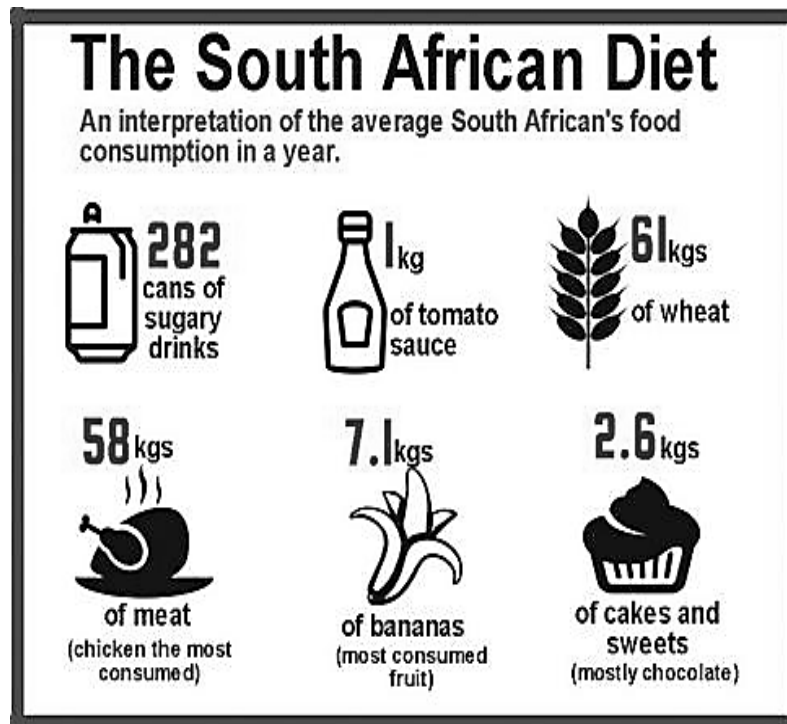 The South African Diet
An interpretation of the average South African's food
consumption in a year.
282
cans of
sugary
drinks
1kg
of tomato
sauce
61kgs
of wheat
58kgs
of meat
(chicken the most
consumed)
7.1kgs
of bananas
(most consumed
fruit)
2.6kgs
of cakes and
sweets
(mostly chocolate)